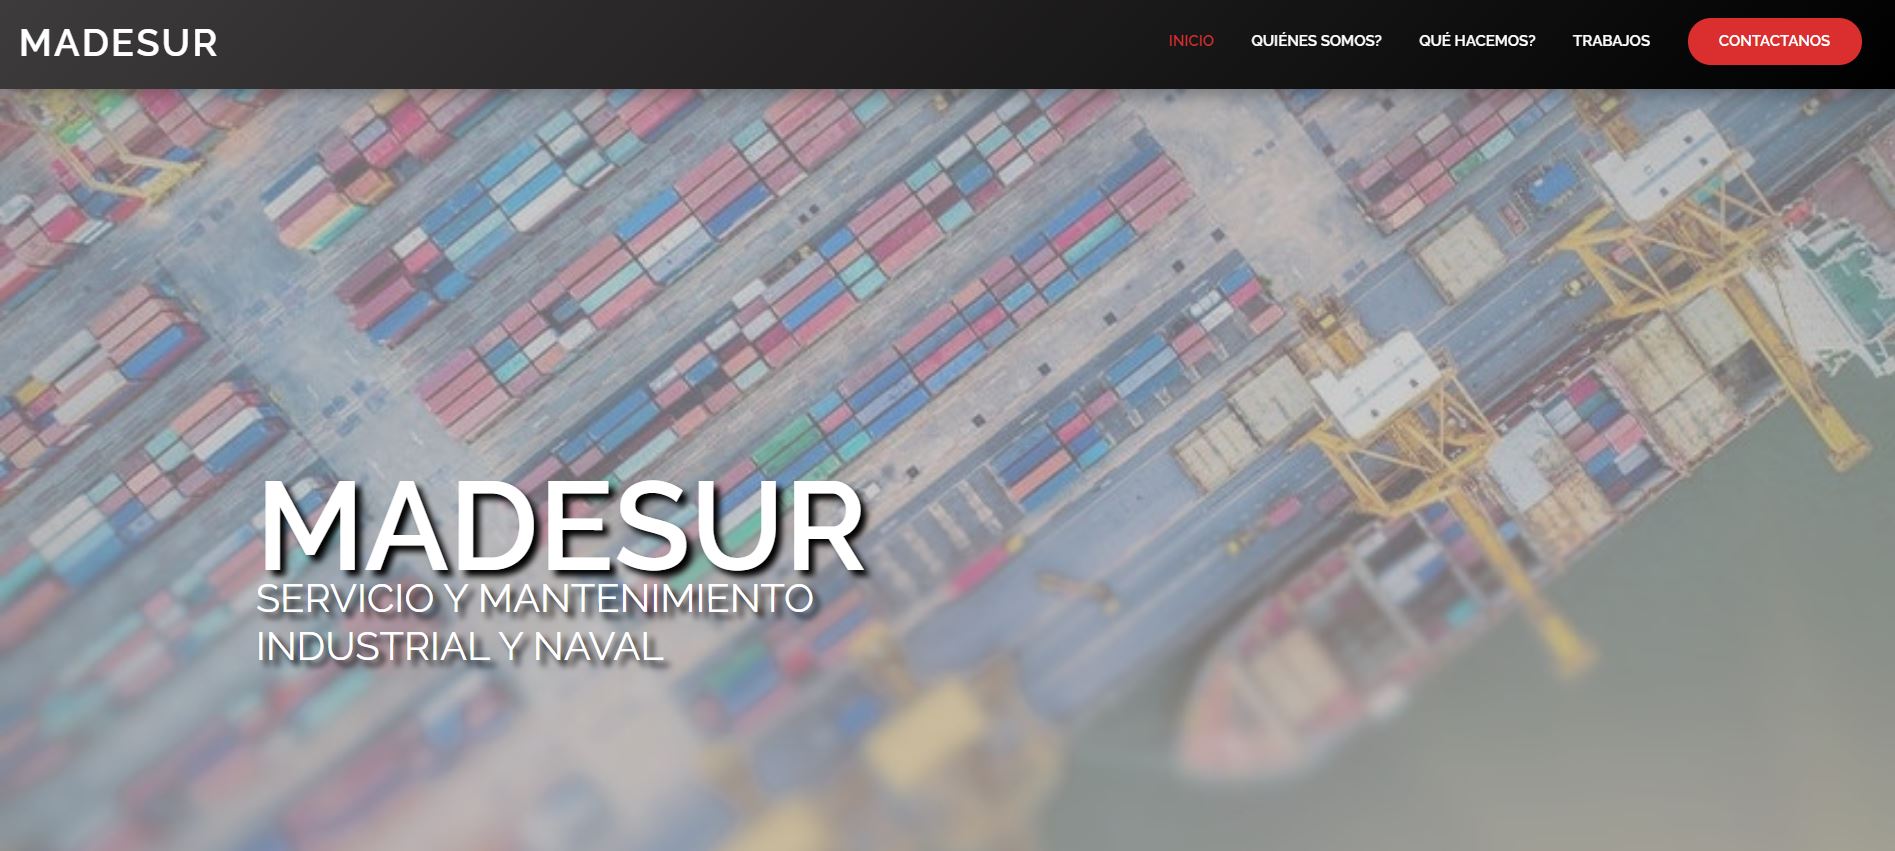 MADESUR
INICIO
QUIÉNES SOMOS?
QUÉ HACEMOS?
TRABAJOS
CONTACTANOS
MADESUR
SERVICIO Y MANTENIMIENTO
INDUSTRIAL Y NAVAL